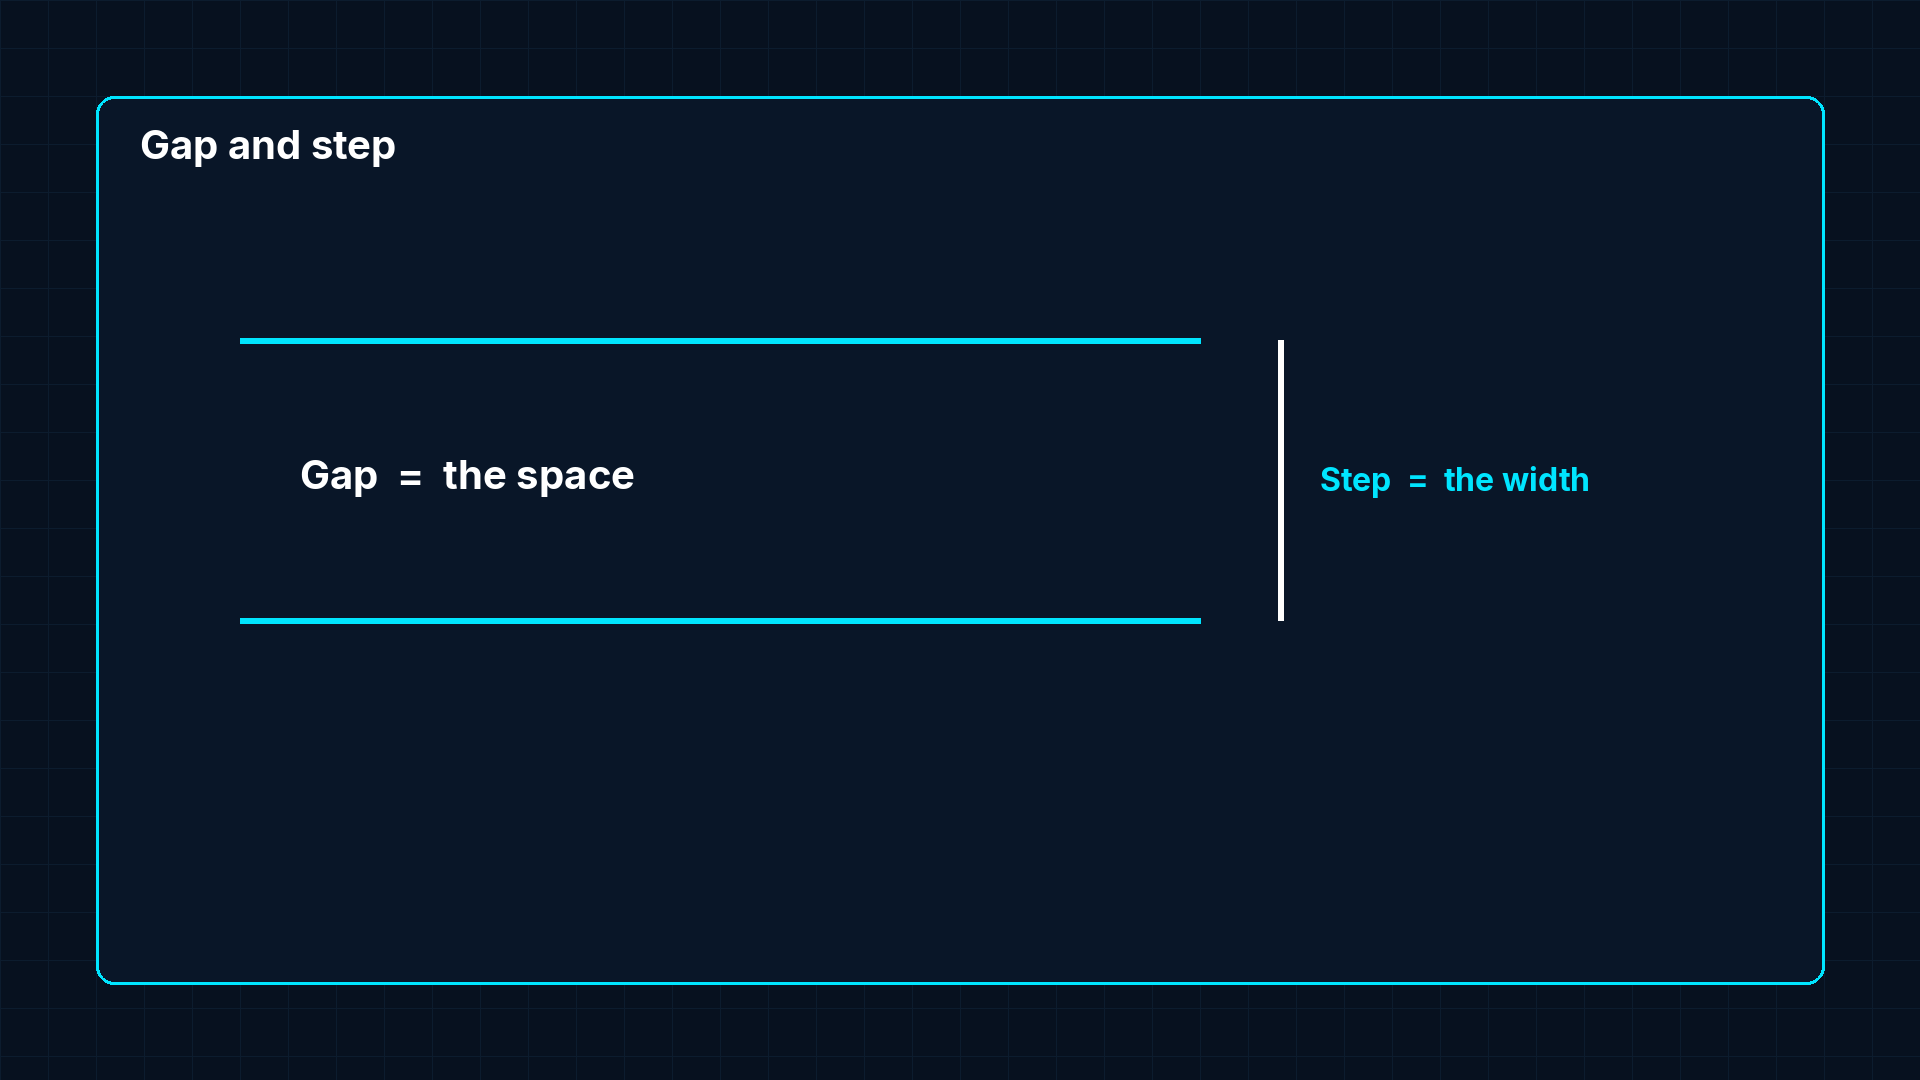 Gap and step
Gap = the space
Step = the width